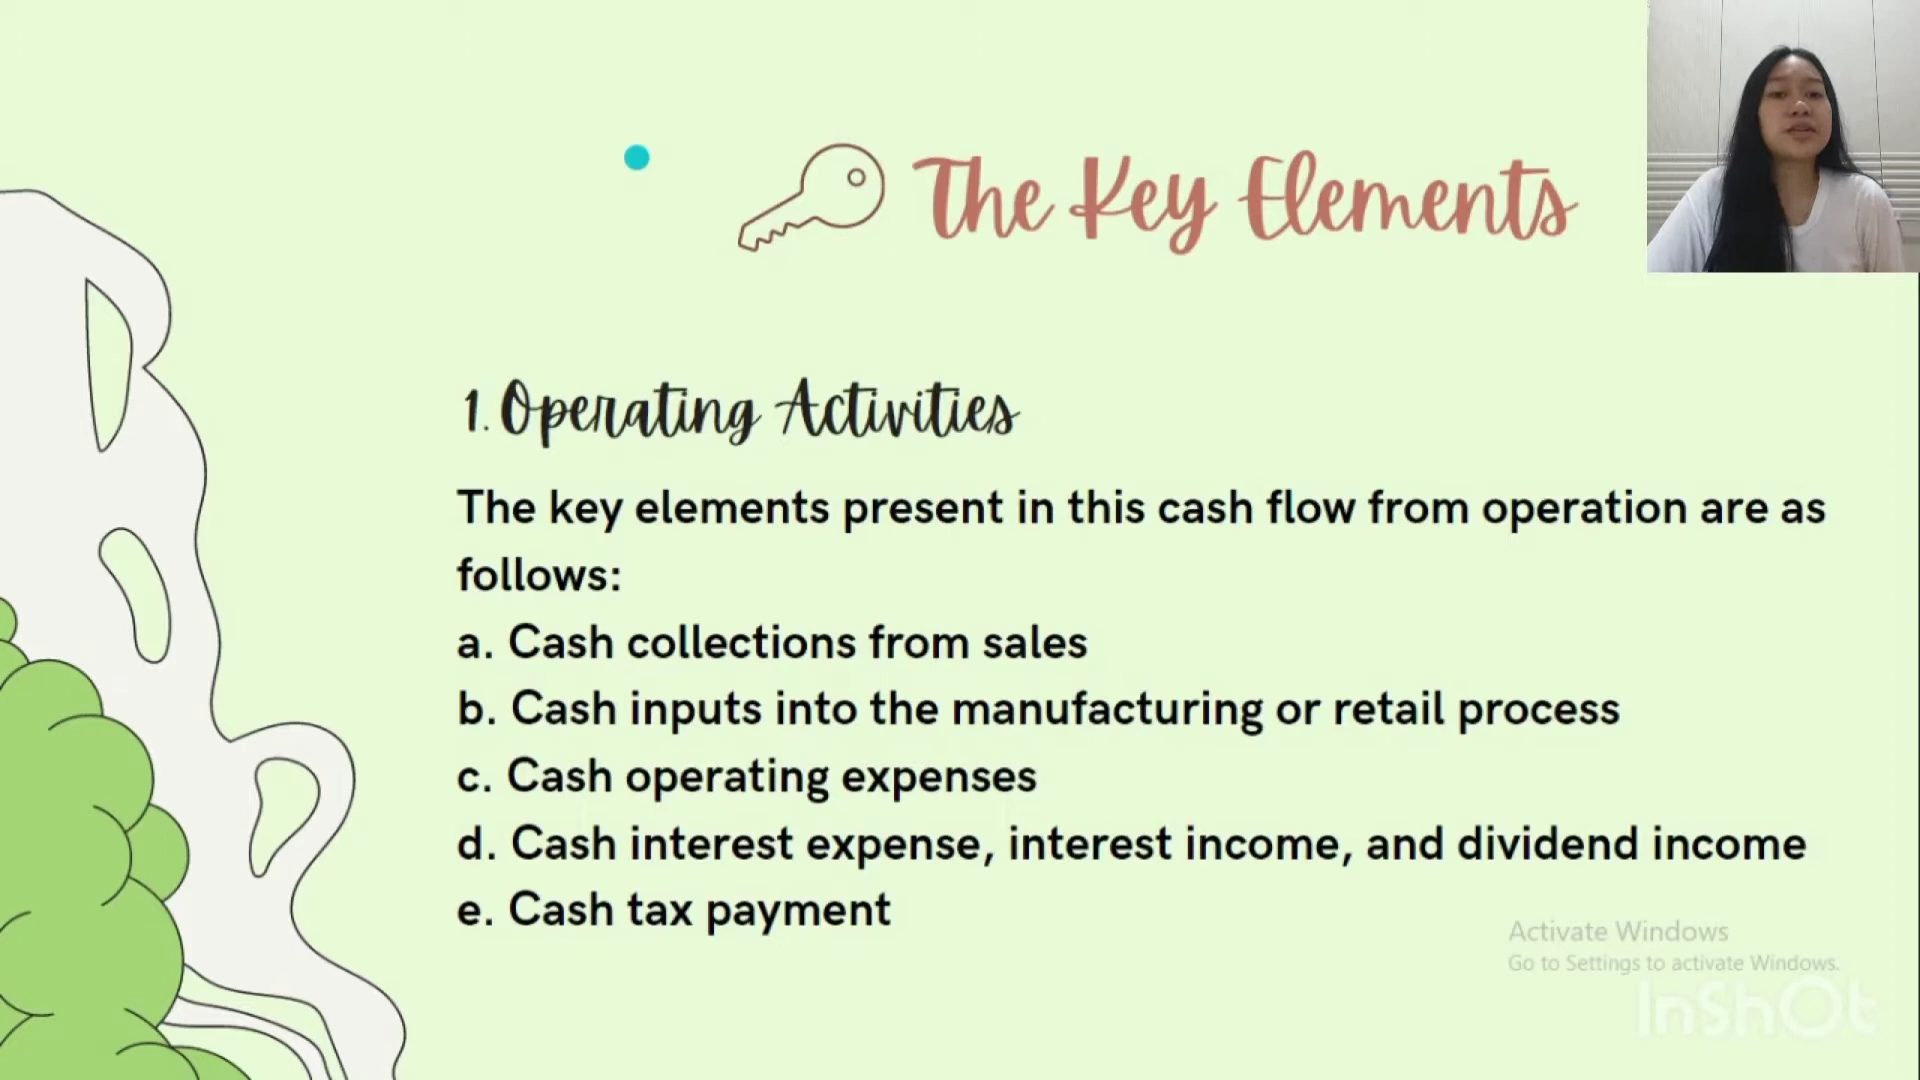 The Key Elements
1. Operating Activities
The key elements present in this cash flow from operation are as
follows:
a. Cash collections from sales
b. Cash inputs into the manufacturing or retail process
c. Cash operating expenses
d. Cash interest expense, interest income, and dividend income
e. Cash tax payment
Activate Windows
Go to Settings to activate Windows.
InShOt